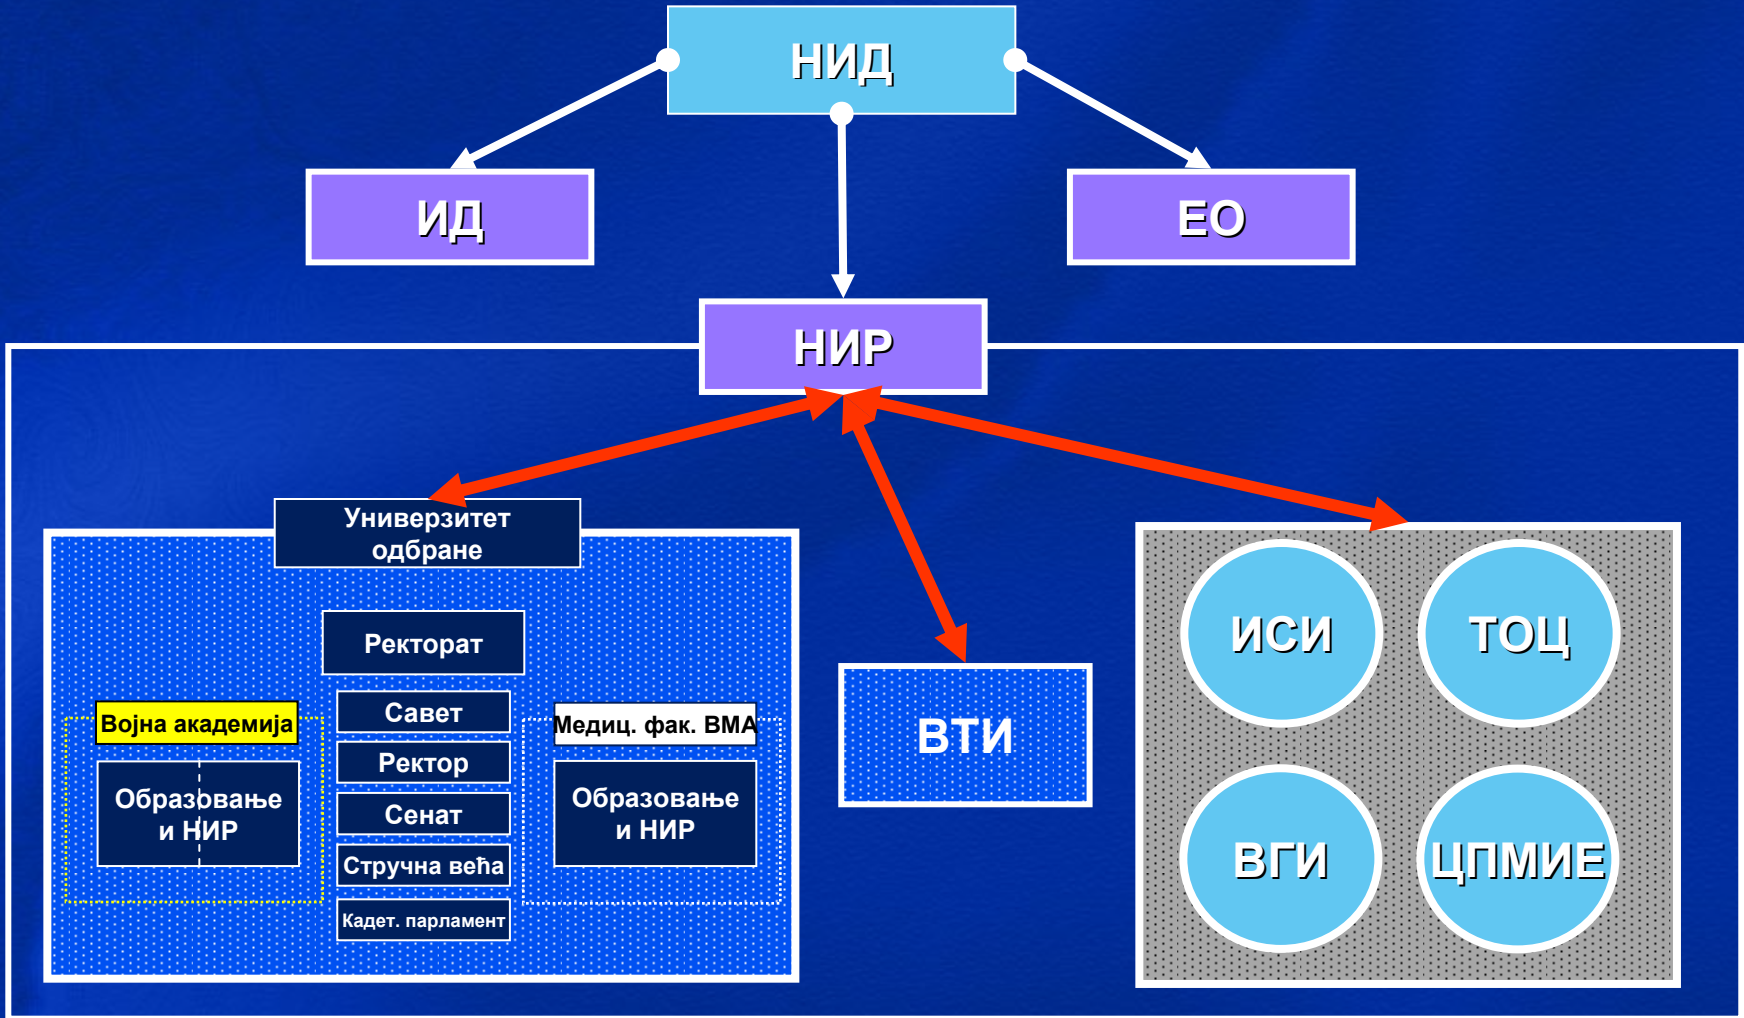 НИД
ИД
ЕО
НИР
Универзитет
одбране
Ректорат
Савет
Ректор
Сенат
Стручна већа
Кадет. парламент
Војна академија
Образовање
и НИР
Медиц. фак. ВМА
Образовање
и НИР
ВТИ
ИСИ
ТОЦ
ВГИ
ЦПМИЕ